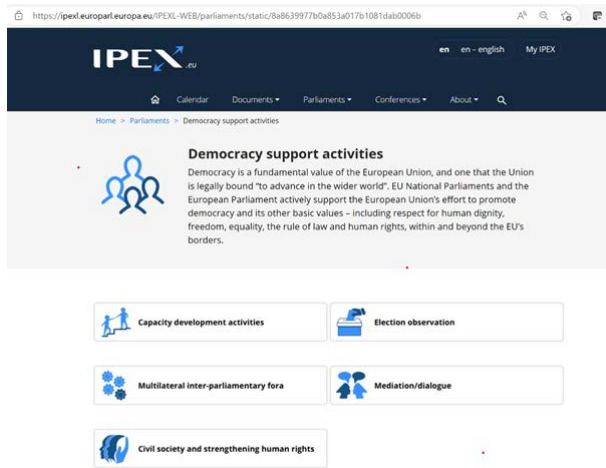 https://ipexl.europarl.europa.eu/IPEXL-WEB/parliaments/static/8a8639977b0a853a017b1081dab0006b
IPEX.eu
en en - english My IPEX
Calendar Documents Parliaments Conferences About
Home > Parliaments > Democracy support activities
Democracy support activities
Democracy is a fundamental value of the European Union, and one that the Union
is legally bound "to advance in the wider world". EU National Parliaments and the
European Parliament actively support the European Union's effort to promote
democracy and its other basic values – including respect for human dignity,
freedom, equality, the rule of law and human rights, within and beyond the EU's
borders.
Capacity development activities
Election observation
Multilateral inter-parliamentary fora
Mediation/dialogue
Civil society and strengthening human rights